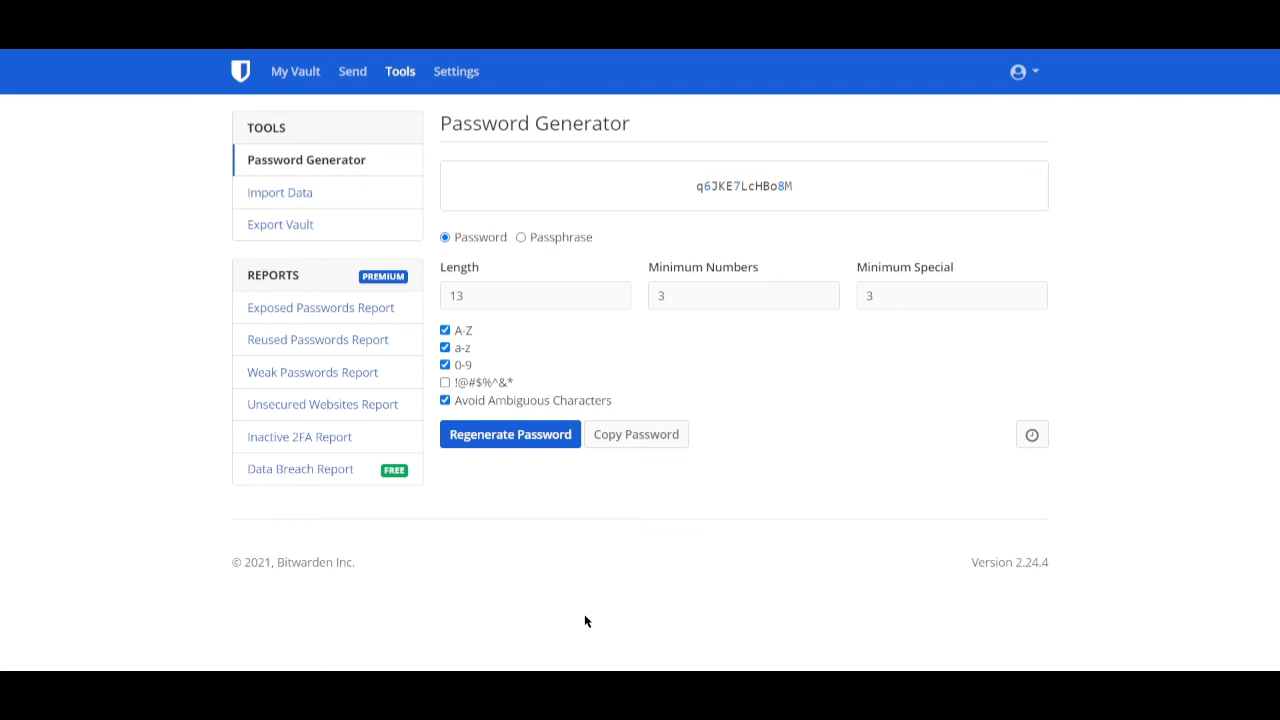 My Vault Send Tools Settings
TOOLS
Password Generator
Import Data
Export Vault
REPORTS PREMIUM
Exposed Passwords Report
Reused Passwords Report
Weak Passwords Report
Unsecured Websites Report
Inactive 2FA Report
Data Breach Report FREE
Password Generator
q6JKE7LcHBo8M
Password Passphrase
Length Minimum Numbers Minimum Special
13 3 3
A-Z
a-z
0-9
!@#$%^&*
Avoid Ambiguous Characters
Regenerate Password Copy Password
© 2021, Bitwarden Inc. Version 2.24.4